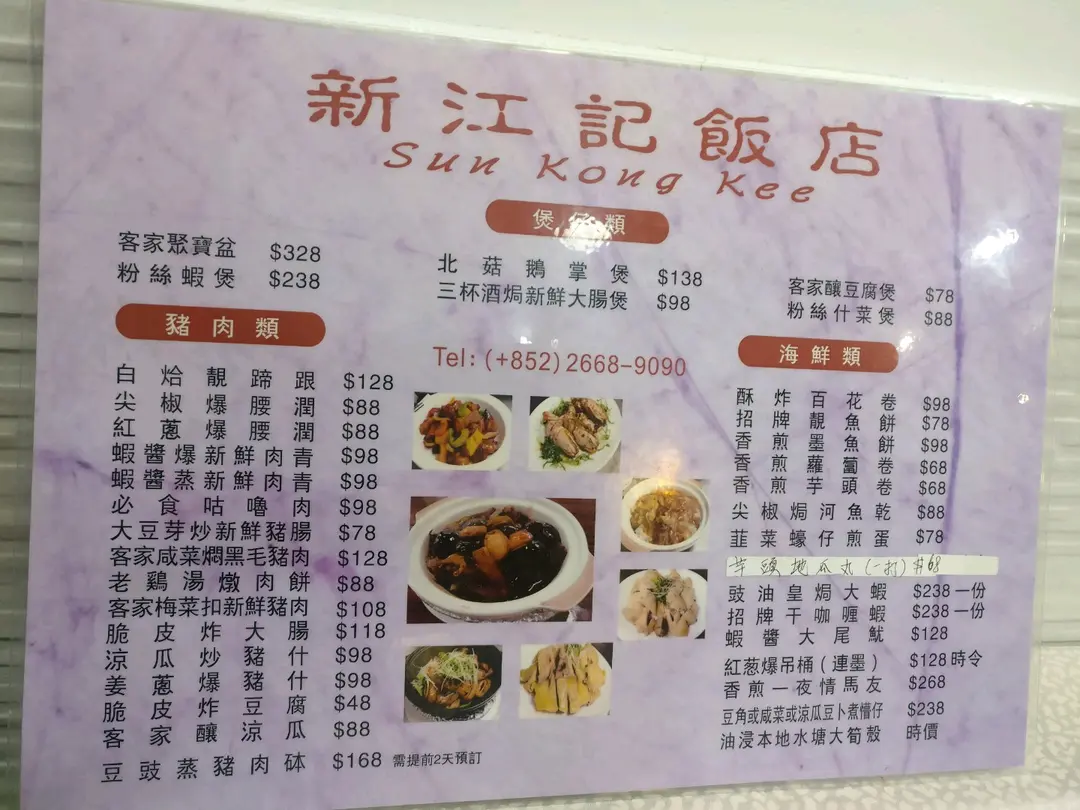 新江記飯店
Sun Kong Kee
煲仔類
客家聚寶盆 $328
粉絲蝦煲 $238
北菇鵝掌煲 $138
三杯酒焗新鮮大腸煲 $98
客家釀豆腐煲 $78
粉絲什菜煲 $88
豬肉類
白烚靚蹄跟 $128
尖椒爆腰潤 $88
紅蔥爆腰潤 $88
蝦醬爆新鮮肉青 $98
蝦醬蒸新鮮肉青 $98
必食咕嚕肉 $98
大豆芽炒新鮮豬腸 $78
客家咸菜燜黑毛豬肉 $128
老鷄湯燉肉餅 $88
客家梅菜扣新鮮豬肉 $108
脆皮炸大腸 $118
涼瓜炒豬什 $98
姜蔥爆豬什 $98
脆皮炸豆腐 $48
客家釀涼瓜 $88
豆豉蒸豬肉砵 $168 需提前2天預訂
Tel: (+852) 2668-9090
海鮮類
酥炸百花卷 $98
招牌靚魚餅 $78
香煎墨魚餅 $98
香煎蘿蔔卷 $68
香煎芋頭卷 $68
尖椒焗河魚乾 $88
韮菜蠔仔煎蛋 $78
芋頭地瓜丸(一打) $68
豉油皇焗大蝦 $238 一份
招牌干咖喱蝦 $238 一份
蝦醬大尾魷 $128
紅葱爆吊桶(連墨) $128 時令
香煎一夜情馬友 $268
豆角或咸菜或涼瓜豆卜煮懵仔 $238
油浸本地水塘大筍殼 時價